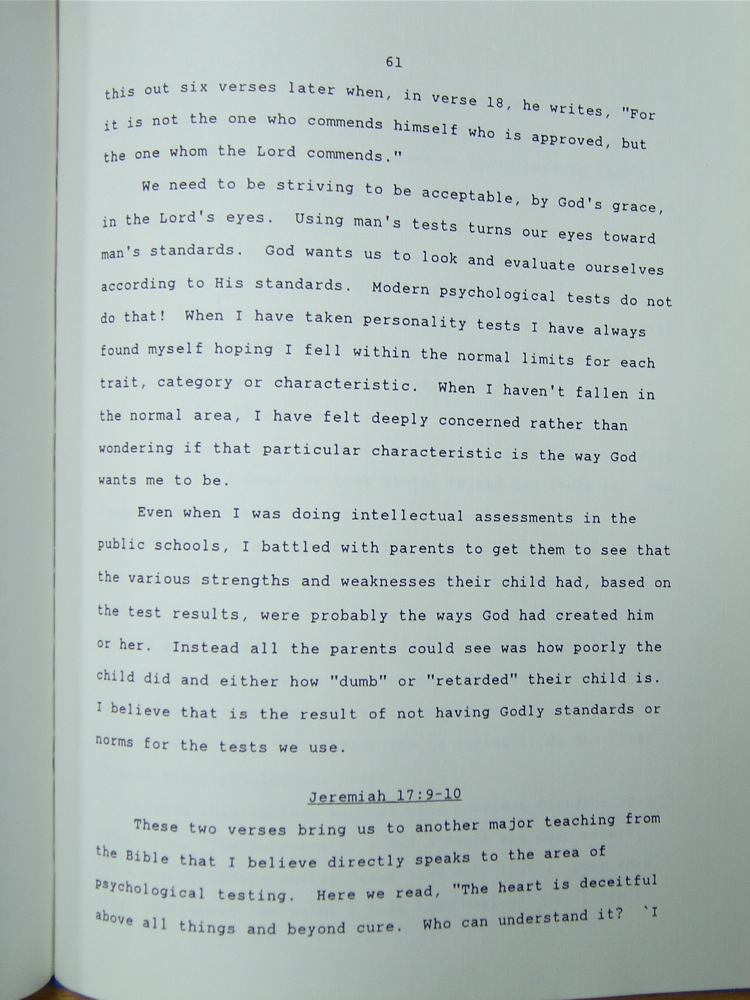 61
this out six verses later when, in verse 18, he writes, "For
it is not the one who commends himself who is approved, but
the one whom the Lord commends."
We need to be striving to be acceptable, by God's grace,
in the Lord's eyes. Using man's tests turns our eyes toward
man's standards. God wants us to look and evaluate ourselves
according to His standards. Modern psychological tests do not
do that! When I have taken personality tests I have always
found myself hoping I fell within the normal limits for each
trait, category or characteristic. When I haven't fallen in
the normal area, I have felt deeply concerned rather than
wondering if that particular characteristic is the way God
wants me to be.
Even when I was doing intellectual assessments in the
public schools, I battled with parents to get them to see that
the various strengths and weaknesses their child had, based on
the test results, were probably the ways God had created him
or her. Instead all the parents could see was how poorly the
child did and either how "dumb" or "retarded" their child is.
I believe that is the result of not having Godly standards or
norms for the tests we use.
Jeremiah 17:9-10
These two verses bring us to another major teaching from
the Bible that I believe directly speaks to the area of
psychological testing. Here we read, "The heart is deceitful
above all things and beyond cure. Who can understand it? `I